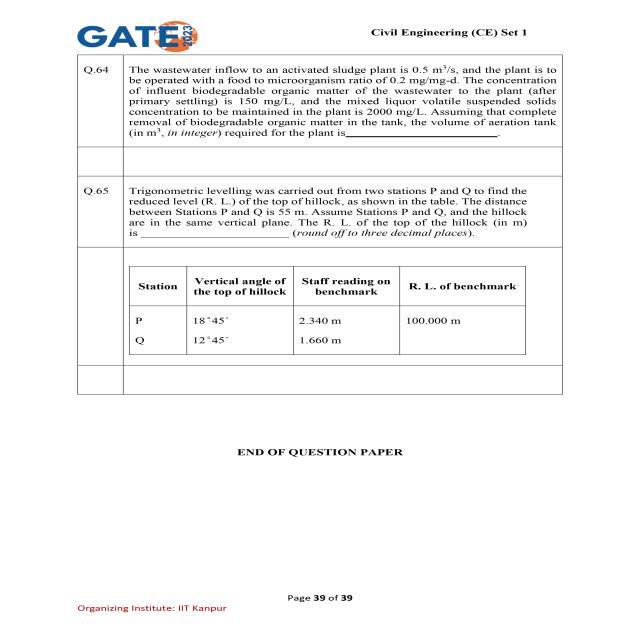 GATE 2023
Civil Engineering (CE) Set 1
Q.64
The wastewater inflow to an activated sludge plant is 0.5 m³/s, and the plant is to
be operated with a food to microorganism ratio of 0.2 mg/mg-d. The concentration
of influent biodegradable organic matter of the wastewater to the plant (after
primary settling) is 150 mg/L, and the mixed liquor volatile suspended solids
concentration to be maintained in the plant is 2000 mg/L. Assuming that complete
removal of biodegradable organic matter in the tank, the volume of aeration tank
(in m³, in integer) required for the plant is____________________.
Q.65
Trigonometric levelling was carried out from two stations P and Q to find the
reduced level (R. L.) of the top of hillock, as shown in the table. The distance
between Stations P and Q is 55 m. Assume Stations P and Q, and the hillock
are in the same vertical plane. The R. L. of the top of the hillock (in m)
is ____________________ (round off to three decimal places).
Station
Vertical angle of
the top of hillock
Staff reading on
benchmark
R. L. of benchmark
P 18°45′ 2.340 m 100.000 m
Q 12°45′ 1.660 m
END OF QUESTION PAPER
Page 39 of 39
Organizing Institute: IIT Kanpur